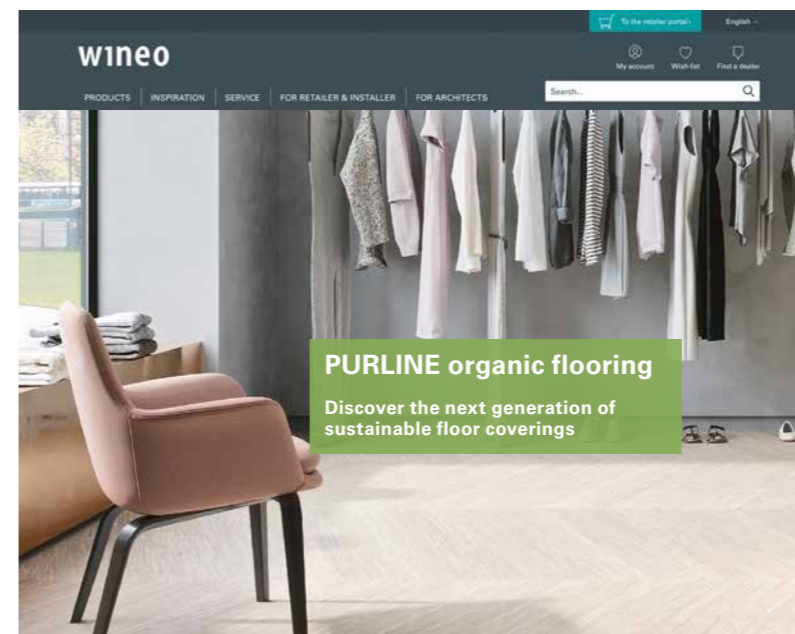 To the retailer portal
English
wineo
My account
Wish list
Find a dealer
PRODUCTS
INSPIRATION
SERVICE
FOR RETAILER & INSTALLER
FOR ARCHITECTS
Search...
PURLINE organic flooring
Discover the next generation of
sustainable floor coverings